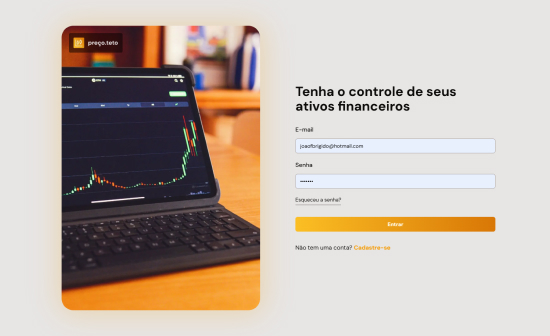 preço.teto
Tenha o controle de seus
ativos financeiros
E-mail
joaofbrigido@hotmail.com
Senha
•••••••
Esqueceu a senha?
Entrar
Não tem uma conta? Cadastre-se